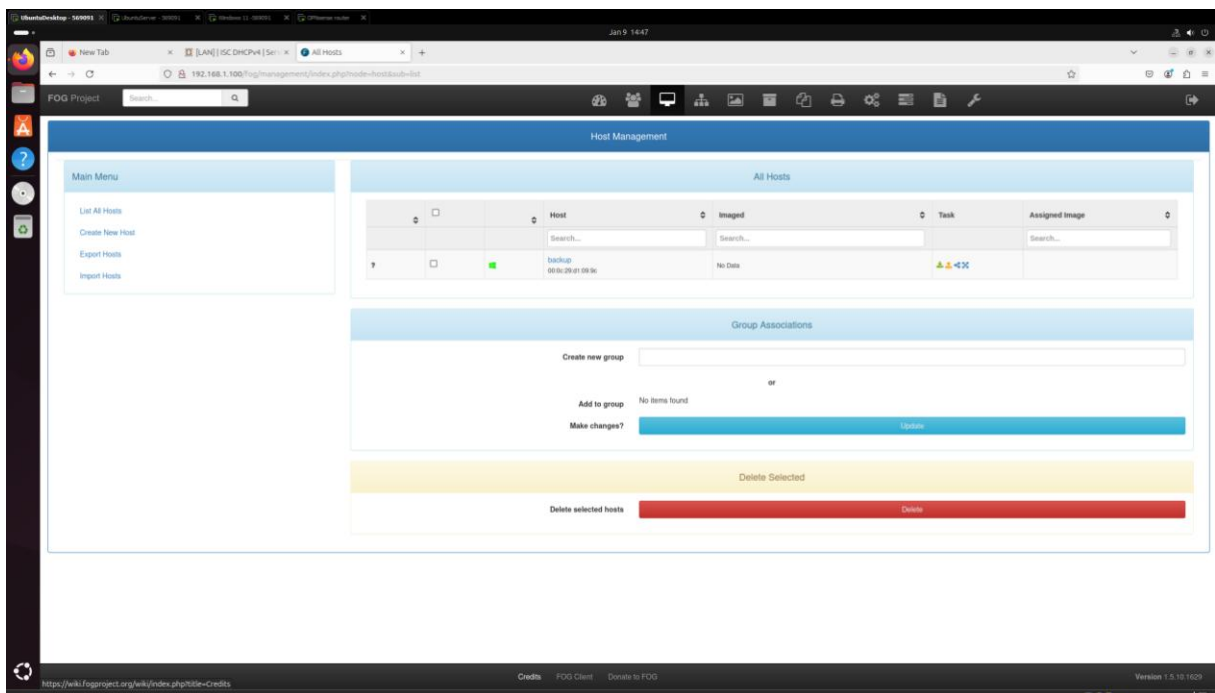 UbuntuDesktop - 569091
UbuntuServer - 569091
Windows 11 -569091
OPNsense router
Jan 9 14:47
New Tab
[LAN] | ISC DHCPv4 | Ser
All Hosts
192.168.1.100/fog/management/index.php?node=host&sub=list
FOG Project
Search...
Host Management
Main Menu
List All Hosts
Create New Host
Export Hosts
Import Hosts
All Hosts
Host
Imaged
Task
Assigned Image
Search...
Search...
Search...
?
backup
No Data
00:0c:29:d1:09:9c
Group Associations
Create new group
or
Add to group
No items found
Make changes?
Update
Delete Selected
Delete selected hosts
Delete
https://wiki.fogproject.org/wiki/index.php?title=Credits
Credits
FOG Client
Donate to FOG
Version 1.5.10.1629